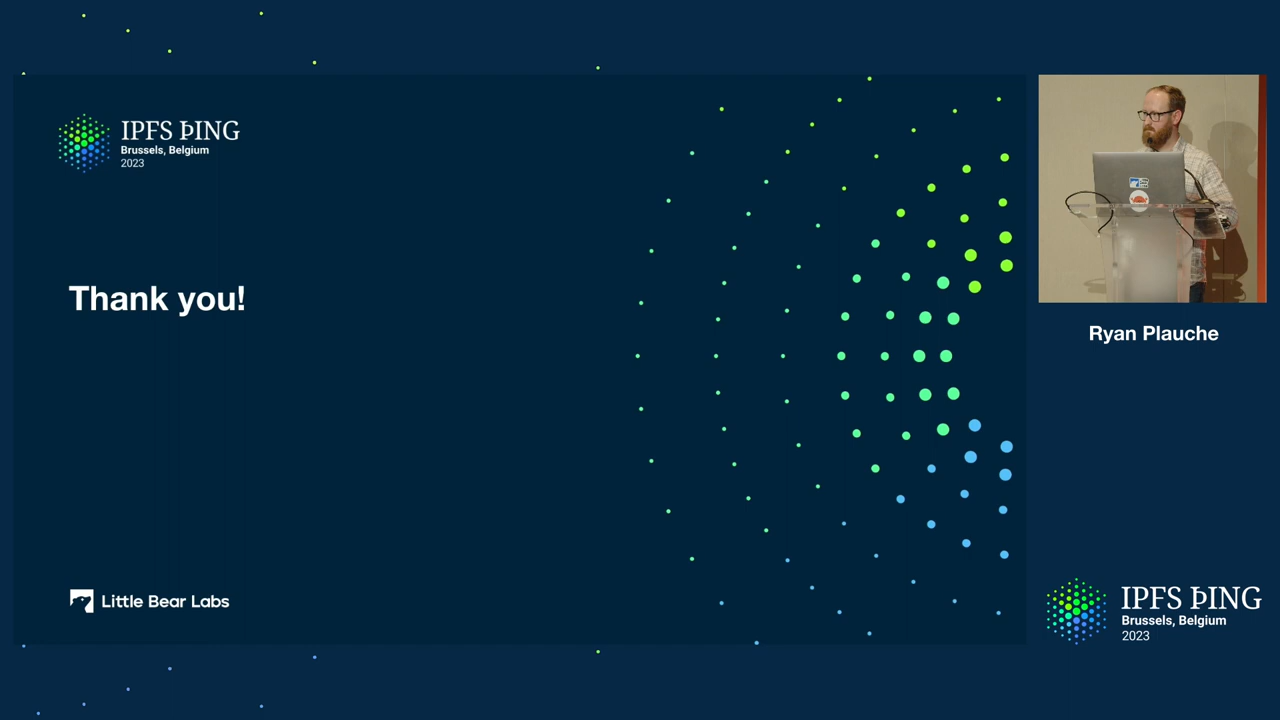 IPFS ÞING
Brussels, Belgium
2023
Thank you!
Little Bear Labs
Ryan Plauche
IPFS ÞING
Brussels, Belgium
2023